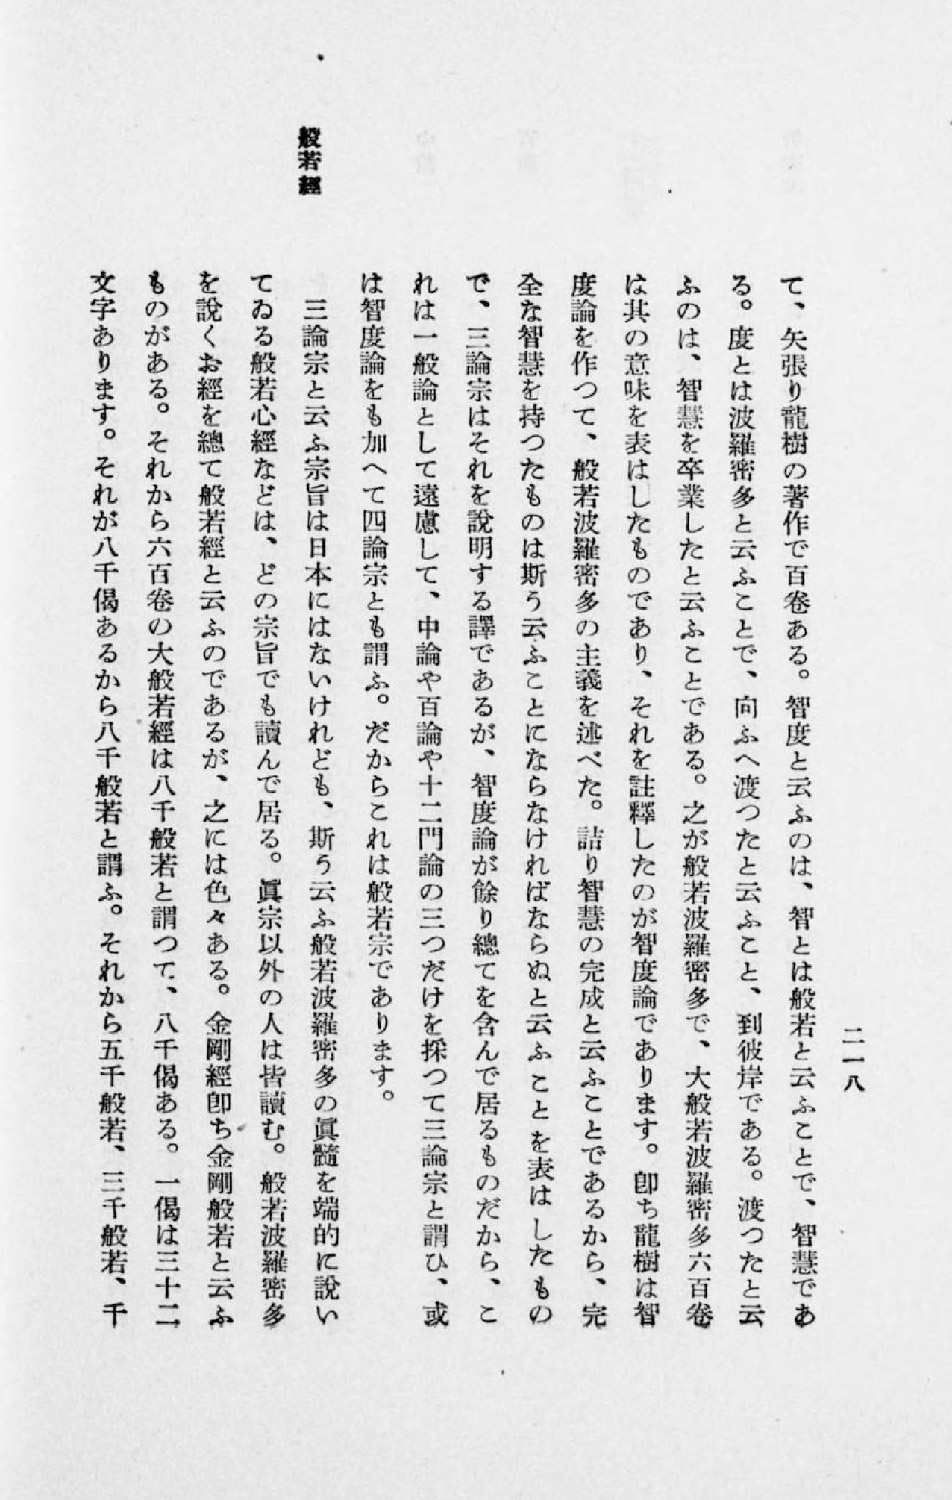 二一八
て、矢張り龍樹の著作で百卷ある。智度と云ふのは、智とは般若と云ふことで、智慧であ
る。度とは波羅密多と云ふことで、向ふへ渡つたと云ふこと、到彼岸である。渡つたと云
ふのは、智慧を卒業したと云ふことである。之が般若波羅密多で、大般若波羅密多六百卷
は其の意味を表はしたものであり、それを註釋したのが智度論であります。卽ち龍樹は智
度論を作つて、般若波羅密多の主義を述べた。詰り智慧の完成と云ふことであるから、完
全な智慧を持つたものは斯う云ふことにならなければならぬと云ふことを表はしたもの
で、三論宗はそれを說明する譯であるが、智度論が餘り總てを含んで居るものだから、こ
れは一般論として遠慮して、中論や百論や十二門論の三つだけを採つて三論宗と謂ひ、或
は智度論をも加へて四論宗とも謂ふ。だからこれは般若宗であります。
般若經
三論宗と云ふ宗旨は日本にはないけれども、斯う云ふ般若波羅密多の眞髓を端的に說い
てゐる般若心經などは、どの宗旨でも讀んで居る。眞宗以外の人は皆讀む。般若波羅密多
を說くお經を總て般若經と云ふのであるが、之には色々ある。金剛經卽ち金剛般若と云ふ
ものがある。それから六百卷の大般若經は八千般若と謂つて、八千偈ある。一偈は三十二
文字あります。それが八千偈あるから八千般若と謂ふ。それから五千般若、三千般若、千